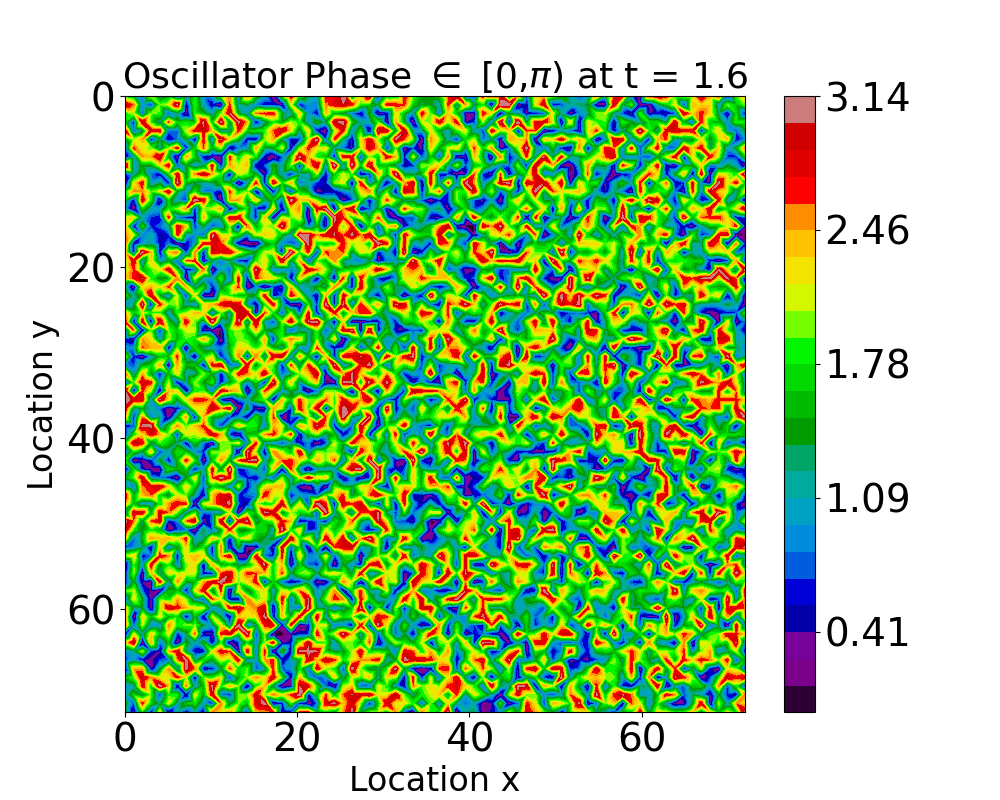 Oscillator Phase ∈ [0,π) at t = 1.6
0
20
40
60
Location y
0 20 40 60
Location x
3.14
2.46
1.78
1.09
0.41